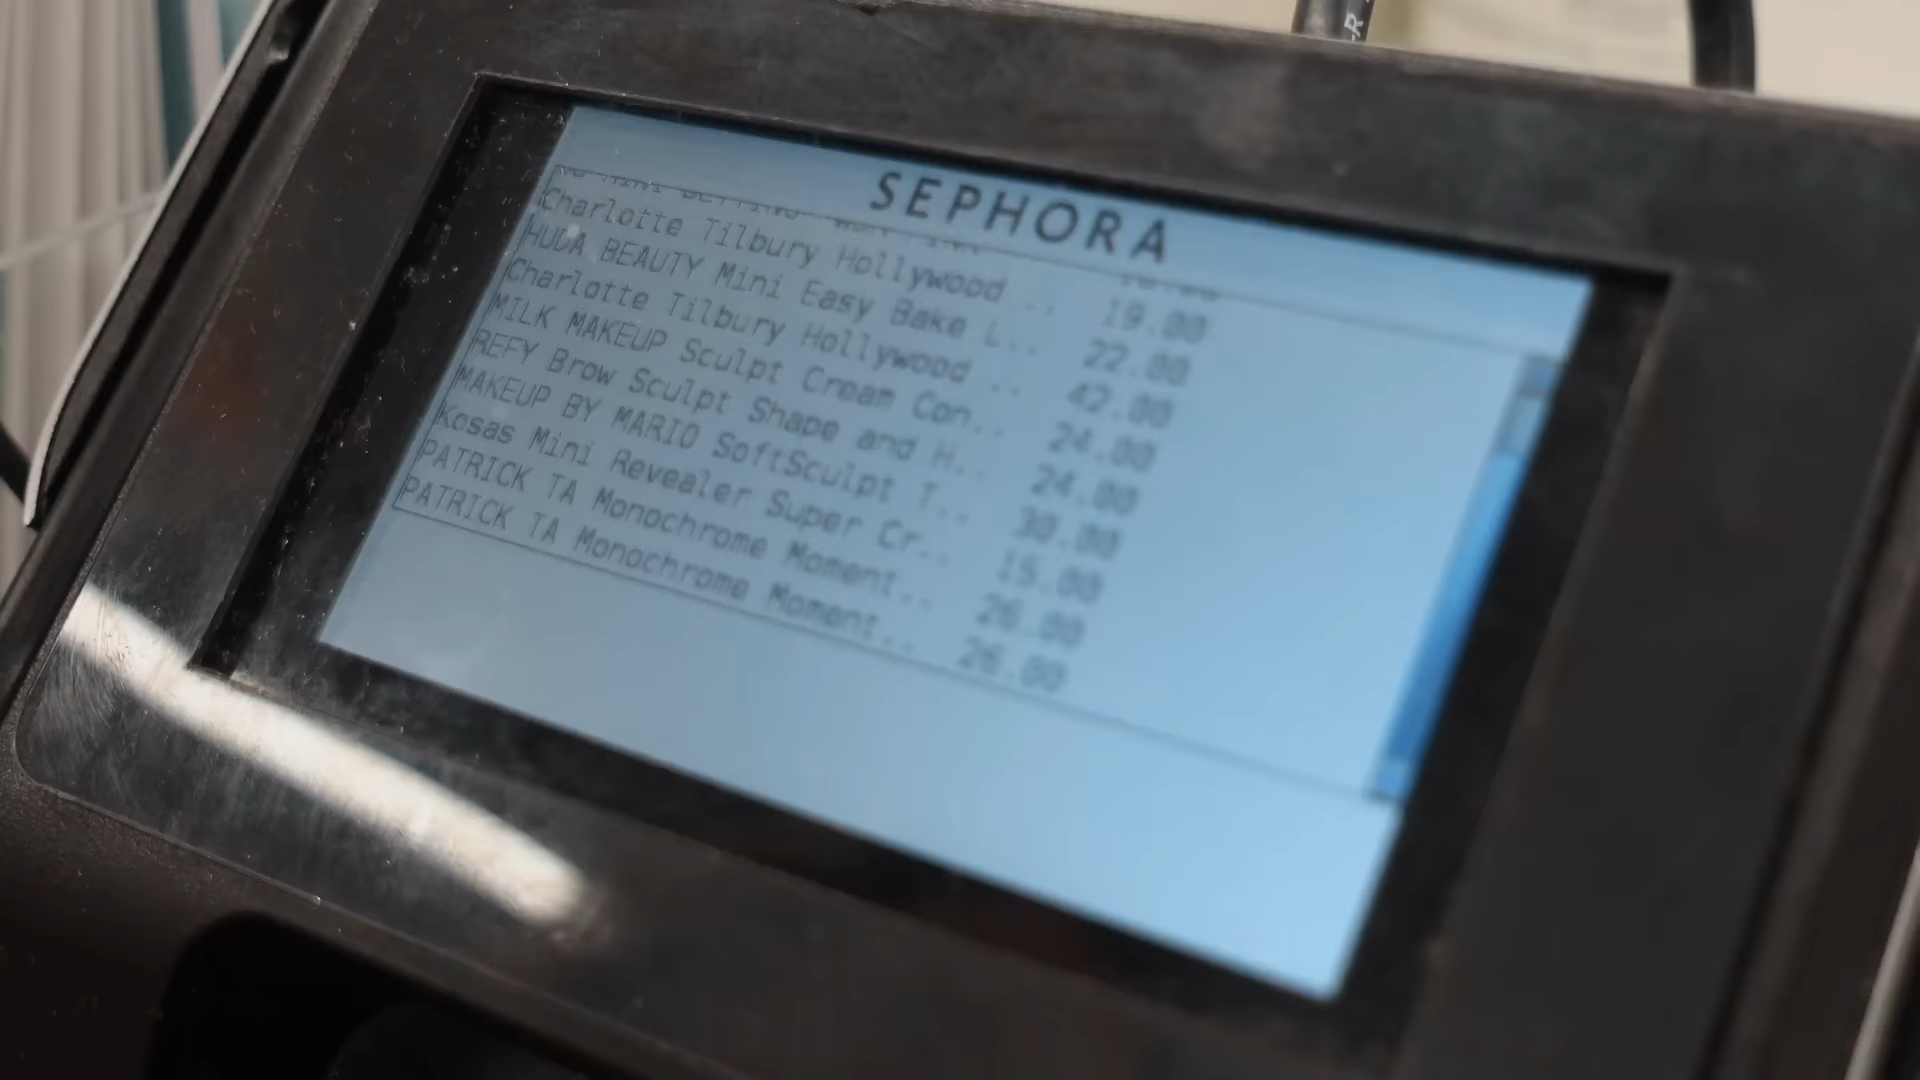 -R
SEPHORA
Charlotte Tilbury Hollywood .. 19.00
HUDA BEAUTY Mini Easy Bake L.. 22.00
Charlotte Tilbury Hollywood .. 42.00
MILK MAKEUP Sculpt Cream Con.. 24.00
REFY Brow Sculpt Shape and H.. 24.00
MAKEUP BY MARIO SoftSculpt T.. 30.00
Kosas Mini Revealer Super Cr.. 15.00
PATRICK TA Monochrome Moment.. 26.00
PATRICK TA Monochrome Moment.. 26.00